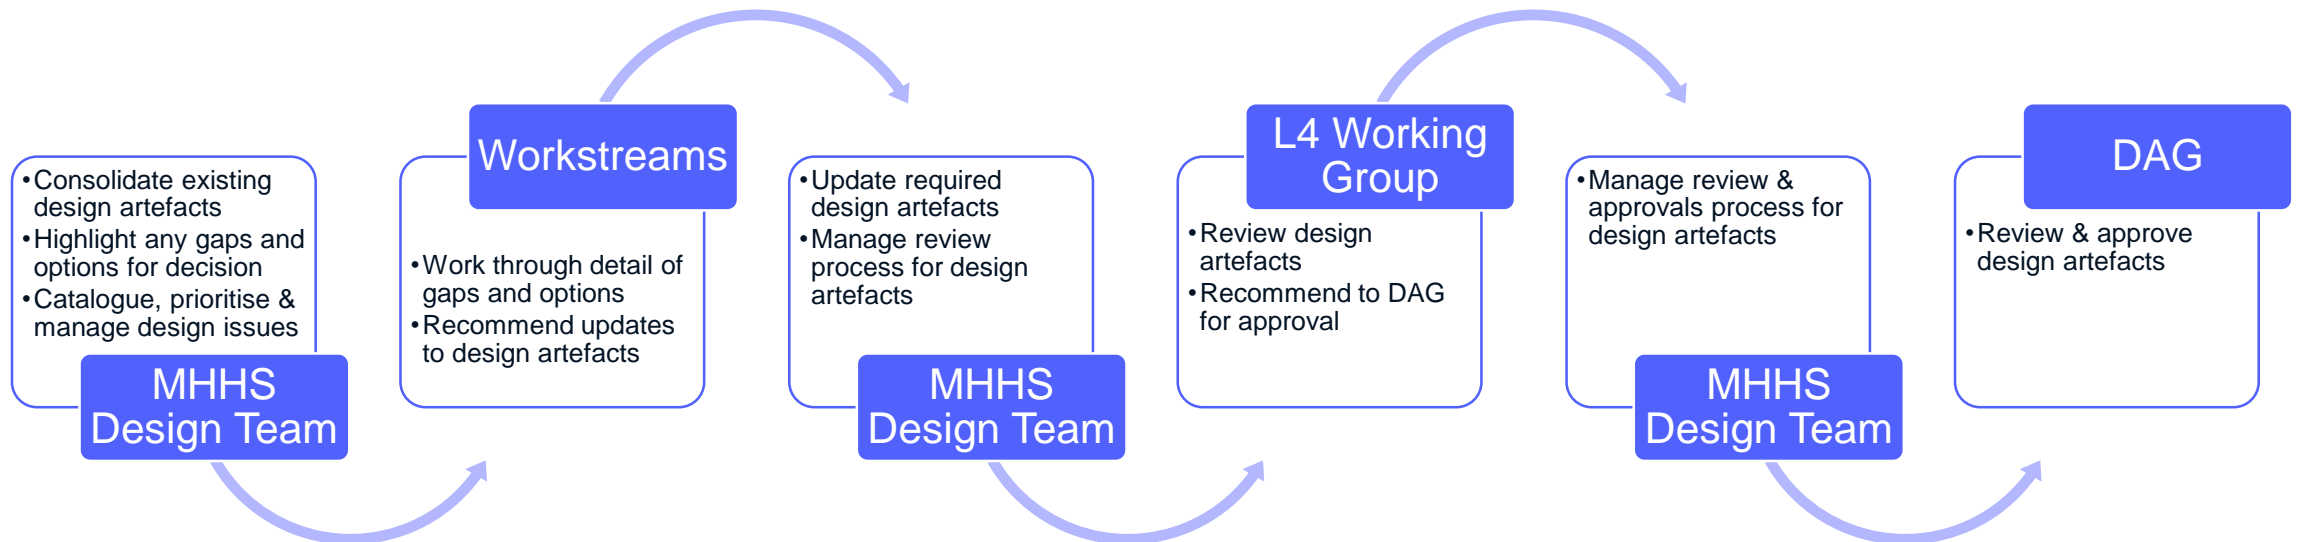 •Consolidate existing
design artefacts
•Highlight any gaps and
options for decision
•Catalogue, prioritise &
manage design issues
MHHS
Design Team
Workstreams
•Work through detail of
gaps and options
•Recommend updates
to design artefacts
•Update required
design artefacts
•Manage review
process for design
artefacts
MHHS
Design Team
L4 Working
Group
•Review design
artefacts
•Recommend to DAG
for approval
•Manage review &
approvals process for
design artefacts
MHHS
Design Team
DAG
•Review & approve
design artefacts